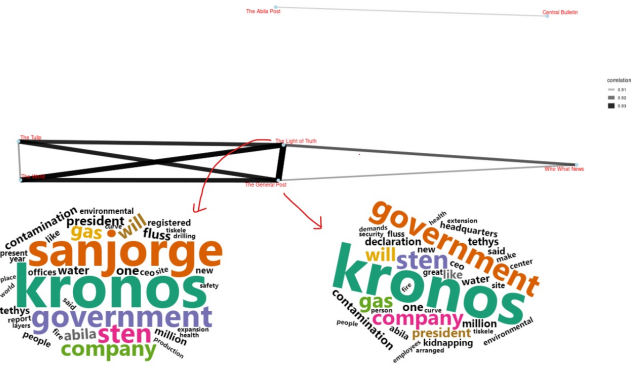 The Abila Post
Central Bulletin
correlation
0.91
0.92
0.93
The Tulip
The Light of Truth
Who What News
The World
The General Post
contamination
environmental
president
will
registered
like
gas
curve
fluss
tiskele
drilling
present
year
sanjorge
offices
water
one
ceo
site
new
place
world
kronos
safety
tethys
said
government
report
layers
fire
abila
sten
million
expansion
health
people
company
production
government
health
extension
headquarters
demands
security
fluss
declaration
new
tethys
will
sten
ceo
said
make
center
kronos
great
like
water
site
fire
gas
person
one
curve
contamination
company
million
people
abila
president
tiskele
environmental
employees
kidnapping
arranged